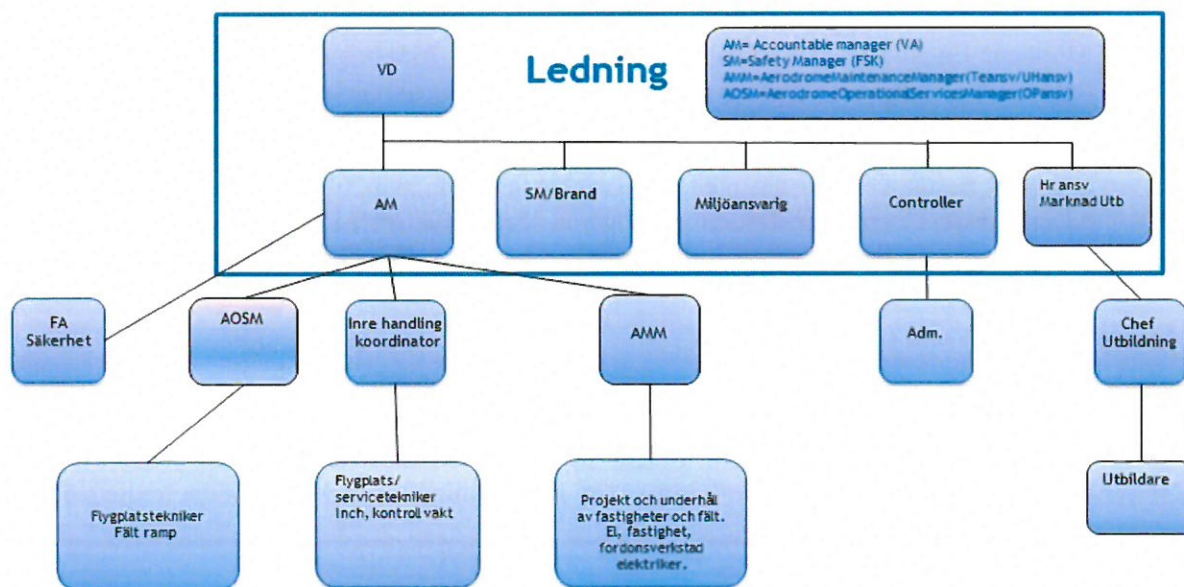 VD
Ledning
AM= Accountable manager (VA)
SM=Safety Manager (FSK)
AMM=AerodromeMaintenanceManager(Teansv/UHansv)
AOSM=AerodromeOperationalServicesManager(OPansv)
AM
SM/Brand
Miljöansvarig
Controller
Hr ansv
Marknad Utb
FA
Säkerhet
AOSM
Inre handling
koordinator
AMM
Adm.
Chef
Utbildning
Flygplatstekniker
Fält ramp
Flygplats/
servicetekniker
Inch, kontroll vakt
Projekt och underhål
av fastigheter och fält.
El, fastighet,
fordonsverkstad
elektriker.
Utbildare